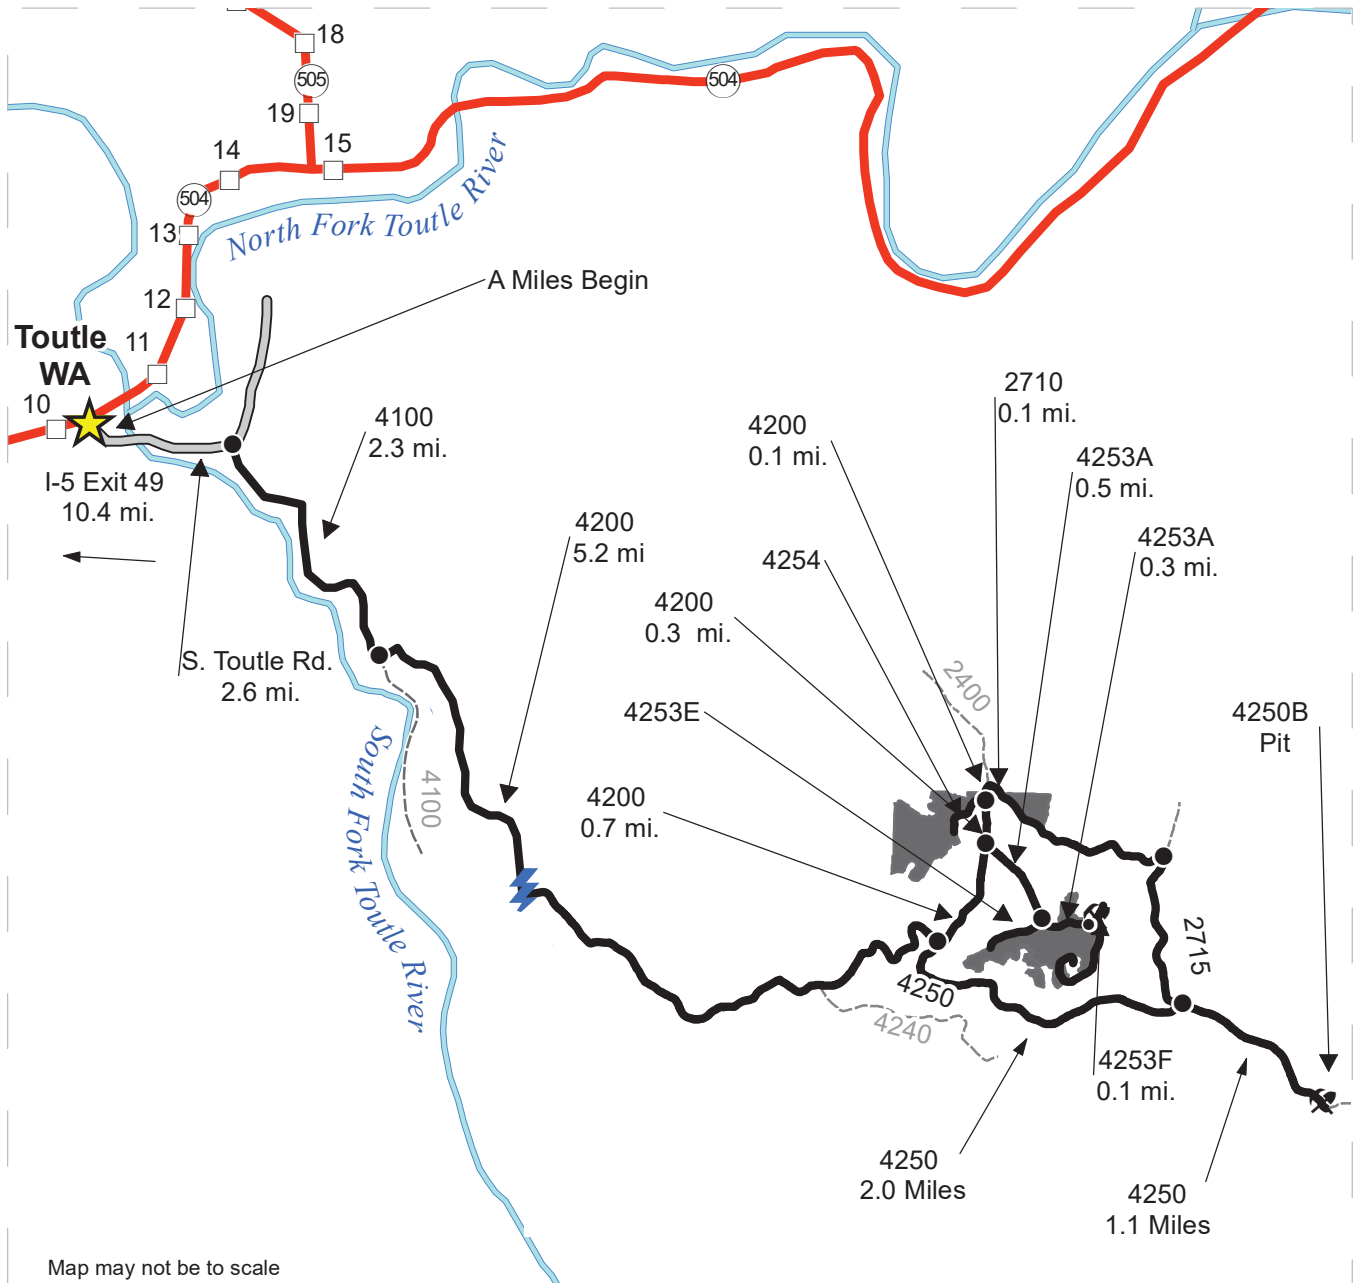 18
505
19
504
15
14
504
13
North Fork Toutle River
A Miles Begin
12
Toutle
WA
11
10
2710
0.1 mi.
4100
2.3 mi.
4200
0.1 mi.
4253A
0.5 mi.
I-5 Exit 49
10.4 mi.
4200
5.2 mi
4253A
0.3 mi.
4254
4200
0.3 mi.
S. Toutle Rd.
2.6 mi.
2400
4253E
4250B
Pit
South Fork Toutle River
4100
4200
0.7 mi.
2715
4250
4240
4253F
0.1 mi.
4250
2.0 Miles
4250
1.1 Miles
Map may not be to scale